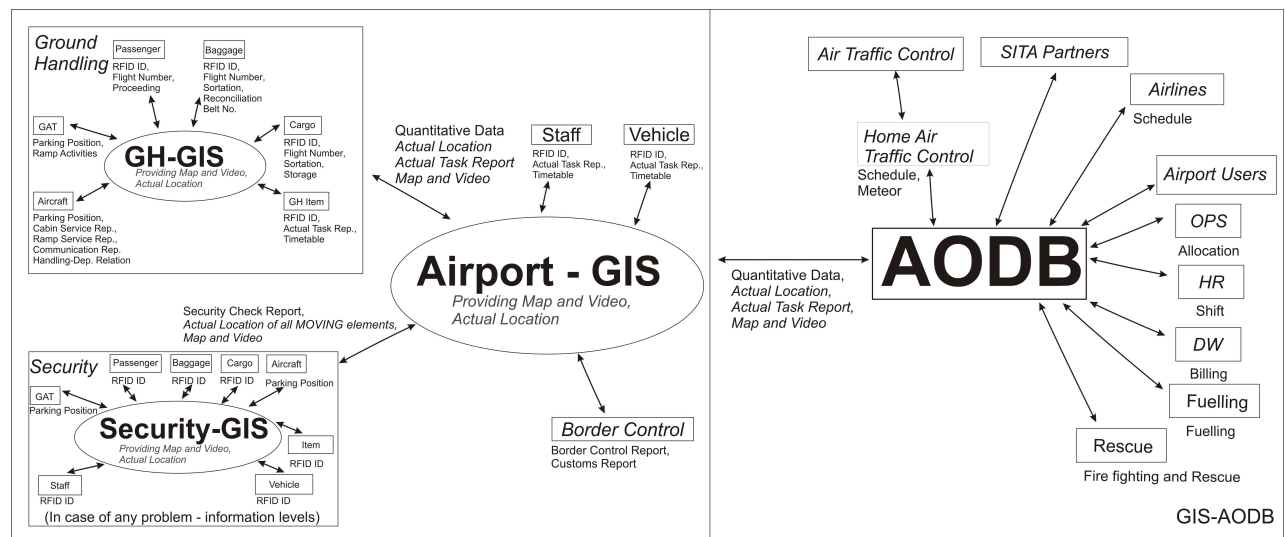 Ground
Handling
Passenger
RFID ID,
Flight Number,
Proceeding
Baggage
RFID ID,
Flight Number,
Sortation,
Reconciliation
Belt No.
GAT
Parking Position,
Ramp Activities
Cargo
RFID ID,
Flight Number,
Sortation,
Storage
GH-GIS
Providing Map and Video,
Actual Location
Aircraft
Parking Position,
Cabin Service Rep.,
Ramp Service Rep.,
Communication Rep.
Handling-Dep. Relation
GH Item
RFID ID,
Actual Task Rep.,
Timetable
Quantitative Data
Actual Location
Actual Task Report
Map and Video
Staff
RFID ID,
Actual Task Rep.,
Timetable
Vehicle
RFID ID,
Actual Task Rep.,
Timetable
Airport - GIS
Providing Map and Video,
Actual Location
Security Check Report,
Actual Location of all MOVING elements,
Map and Video
Security
Passenger
RFID ID
Baggage
RFID ID
Cargo
RFID ID
Aircraft
Parking Position
GAT
Parking Position
Security-GIS
Providing Map and Video,
Actual Location
Item
RFID ID
Staff
RFID ID
Vehicle
RFID ID
(In case of any problem - information levels)
Border Control
Border Control Report,
Customs Report
Quantitative Data,
Actual Location,
Actual Task Report,
Map and Video
Air Traffic Control
SITA Partners
Airlines
Schedule
Home Air
Traffic Control
Schedule,
Meteor
Airport Users
AODB
OPS
Allocation
HR
Shift
DW
Billing
Fuelling
Fuelling
Rescue
Fire fighting and Rescue
GIS-AODB